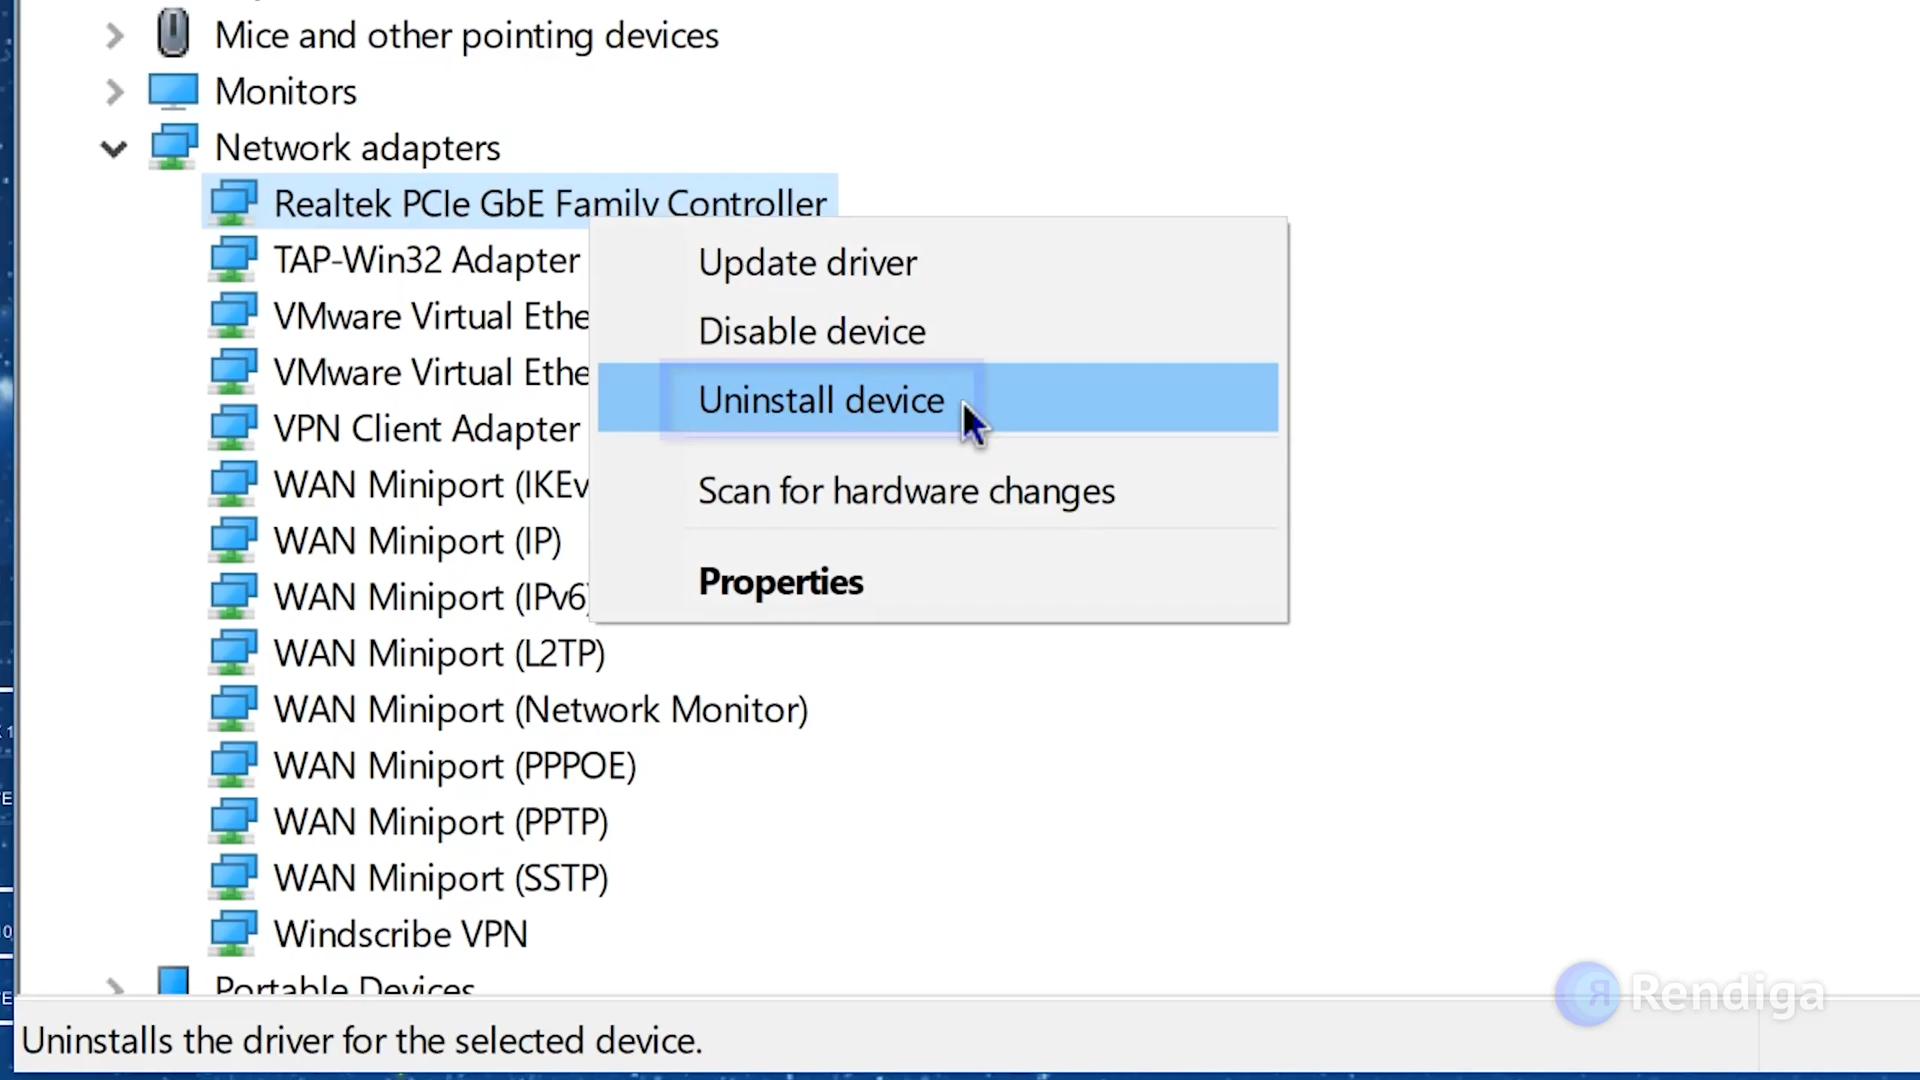 Mice and other pointing devices
Monitors
Network adapters
Realtek PCIe GbE Family Controller
TAP-Win32 Adapter
VMware Virtual Ethe
VMware Virtual Ethe
VPN Client Adapter
WAN Miniport (IKEv
WAN Miniport (IP)
WAN Miniport (IPv6)
WAN Miniport (L2TP)
WAN Miniport (Network Monitor)
WAN Miniport (PPPOE)
WAN Miniport (PPTP)
WAN Miniport (SSTP)
Windscribe VPN
Portable Devices
Update driver
Disable device
Uninstall device
Scan for hardware changes
Properties
Rendiga
Uninstalls the driver for the selected device.